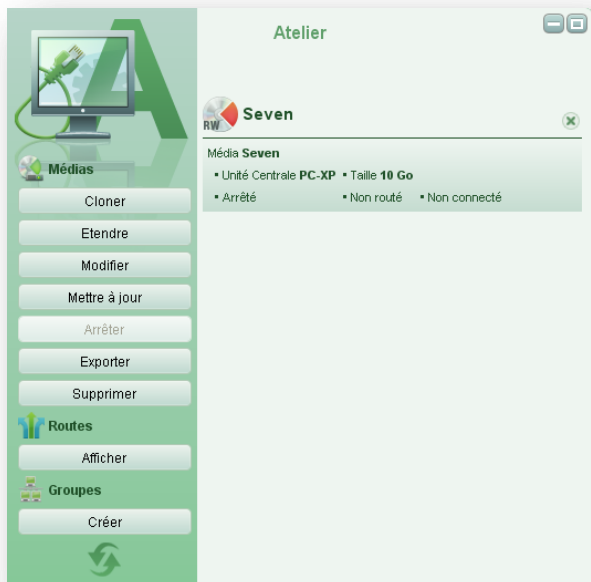 Atelier
RW
Seven
Média Seven
▪ Unité Centrale PC-XP ▪ Taille 10 Go
▪ Arrêté ▪ Non routé ▪ Non connecté
Médias
Cloner
Etendre
Modifier
Mettre à jour
Arrêter
Exporter
Supprimer
Routes
Afficher
Groupes
Créer